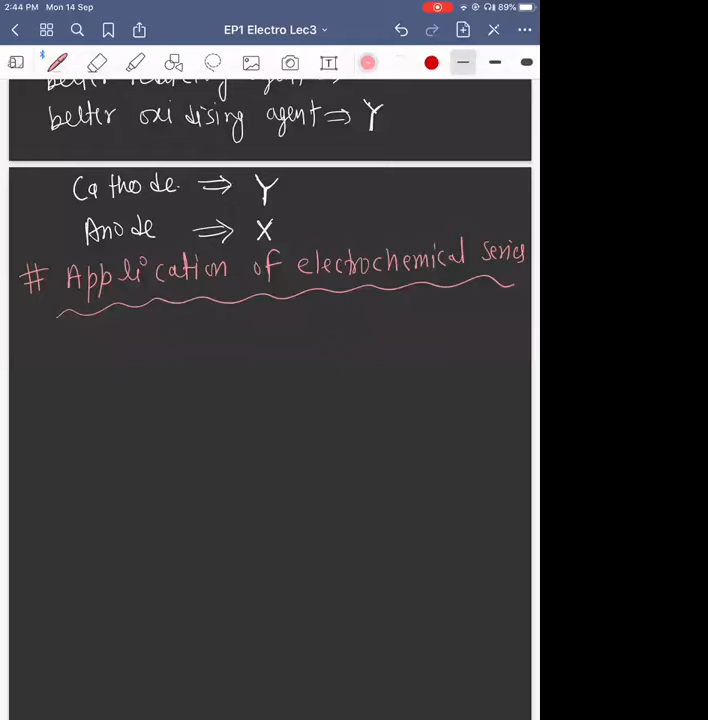 2:44 PM Mon 14 Sep
89%
EP1 Electro Lec3
T
better oxidising agent ⇒ Y
Cathode ⇒ Y
Anode ⇒ X
# Application of electrochemical series